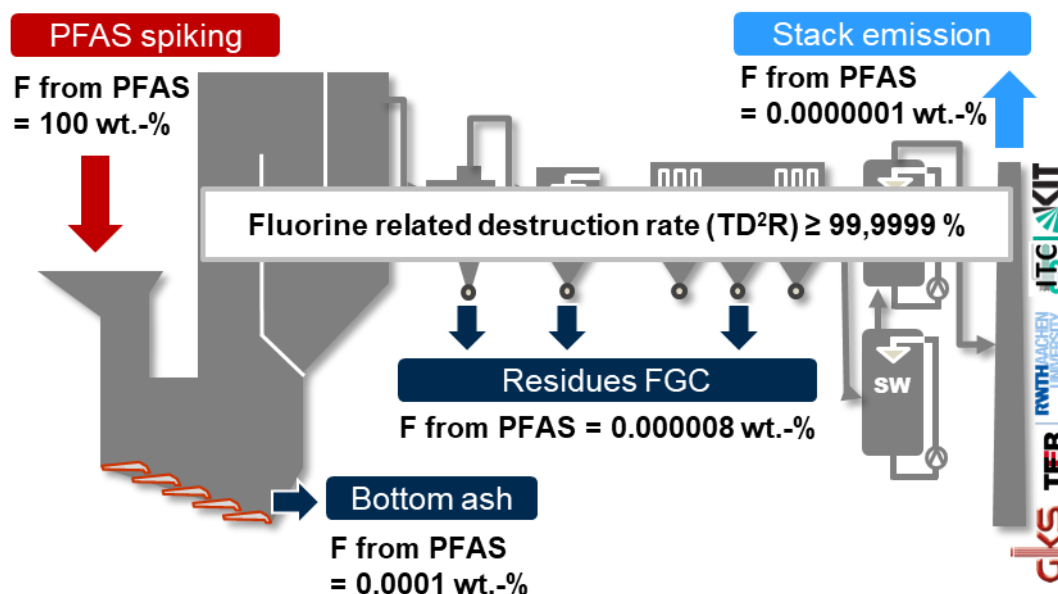 PFAS spiking
F from PFAS
= 100 wt.-%
Stack emission
F from PFAS
= 0.0000001 wt.-%
Fluorine related destruction rate (TD²R) ≥ 99,9999 %
Residues FGC
F from PFAS = 0.000008 wt.-%
Bottom ash
F from PFAS
= 0.0001 wt.-%
SW
GKS
TEER
RWTHAACHEN
UNIVERSITY
ITC
KIT